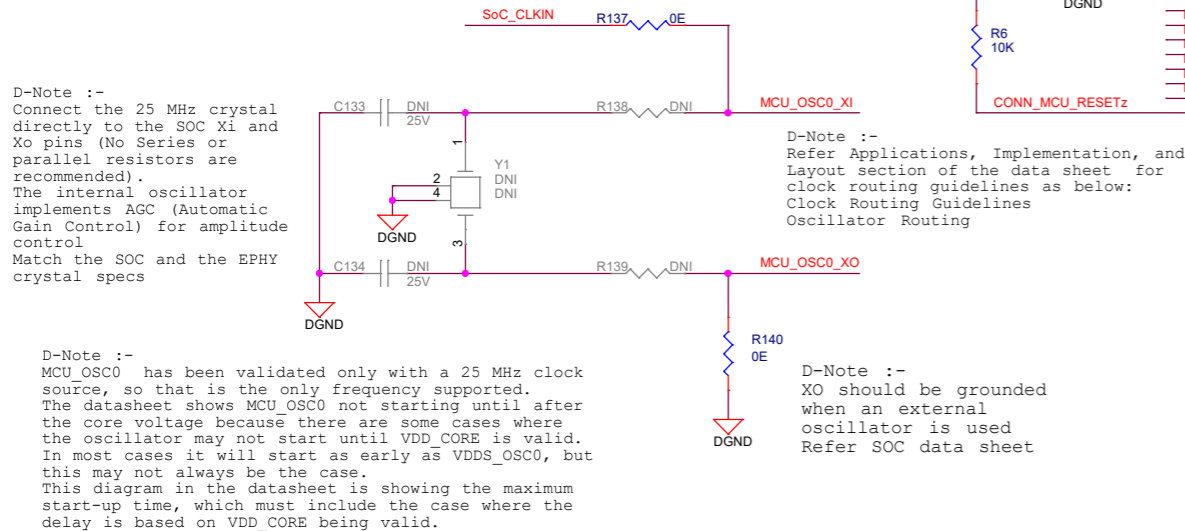 SoC_CLKIN
R137
0E
DGND
R6
10K
CONN_MCU_RESETz
D-Note :-
Connect the 25 MHz crystal
directly to the SOC Xi and
Xo pins (No Series or
parallel resistors are
recommended).
The internal oscillator
implements AGC (Automatic
Gain Control) for amplitude
control
Match the SOC and the EPHY
crystal specs
C133
DNI
25V
R138
DNI
MCU_OSC0_XI
1
2
4
3
Y1
DNI
DNI
DGND
D-Note :-
Refer Applications, Implementation, and
Layout section of the data sheet for
clock routing guidelines as below:
Clock Routing Guidelines
Oscillator Routing
C134
DNI
25V
R139
DNI
MCU_OSC0_XO
DGND
R140
0E
DGND
D-Note :-
MCU_OSC0 has been validated only with a 25 MHz clock
source, so that is the only frequency supported.
The datasheet shows MCU_OSC0 not starting until after
the core voltage because there are some cases where
the oscillator may not start until VDD_CORE is valid.
In most cases it will start as early as VDDS_OSC0, but
this may not always be the case.
This diagram in the datasheet is showing the maximum
start-up time, which must include the case where the
delay is based on VDD_CORE being valid.
D-Note :-
XO should be grounded
when an external
oscillator is used
Refer SOC data sheet